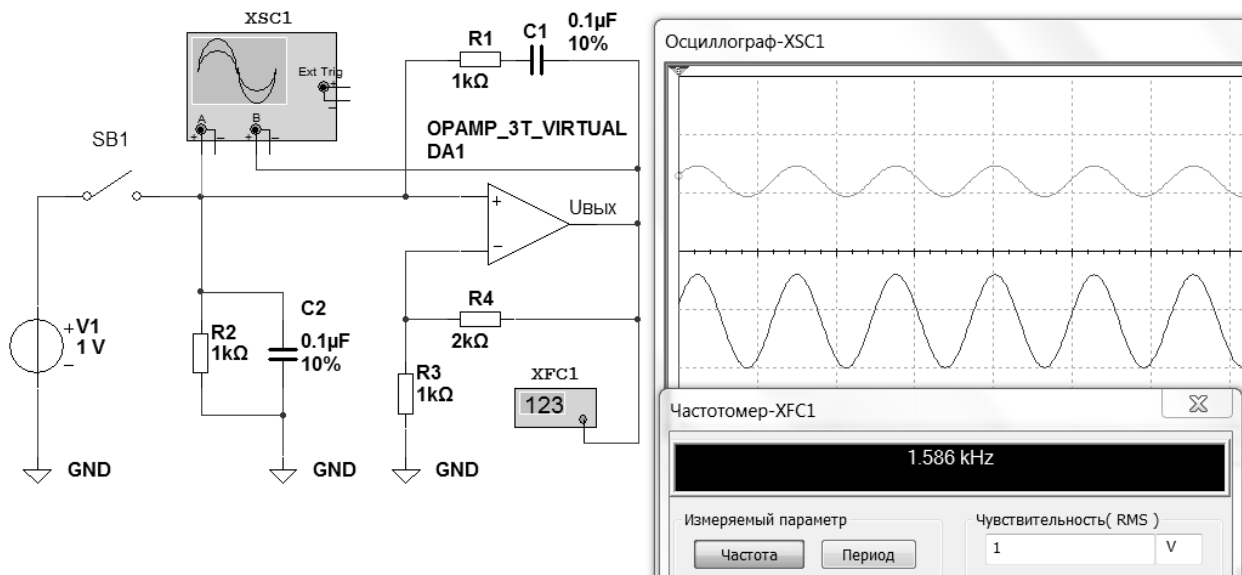 XSC1
Ext Trig
+
−
A
B
+ −
+ −
R1
1kΩ
C1
0.1µF
10%
OPAMP_3T_VIRTUAL
DA1
SB1
+
−
Uвых
+
−
V1
1 V
R2
1kΩ
C2
0.1µF
10%
R4
2kΩ
R3
1kΩ
XFC1
123
GND
GND
GND
Осциллограф-XSC1
Частотомер-XFC1
1.586 kHz
Измеряемый параметр
Частота
Период
Чувствительность( RMS )
1
V